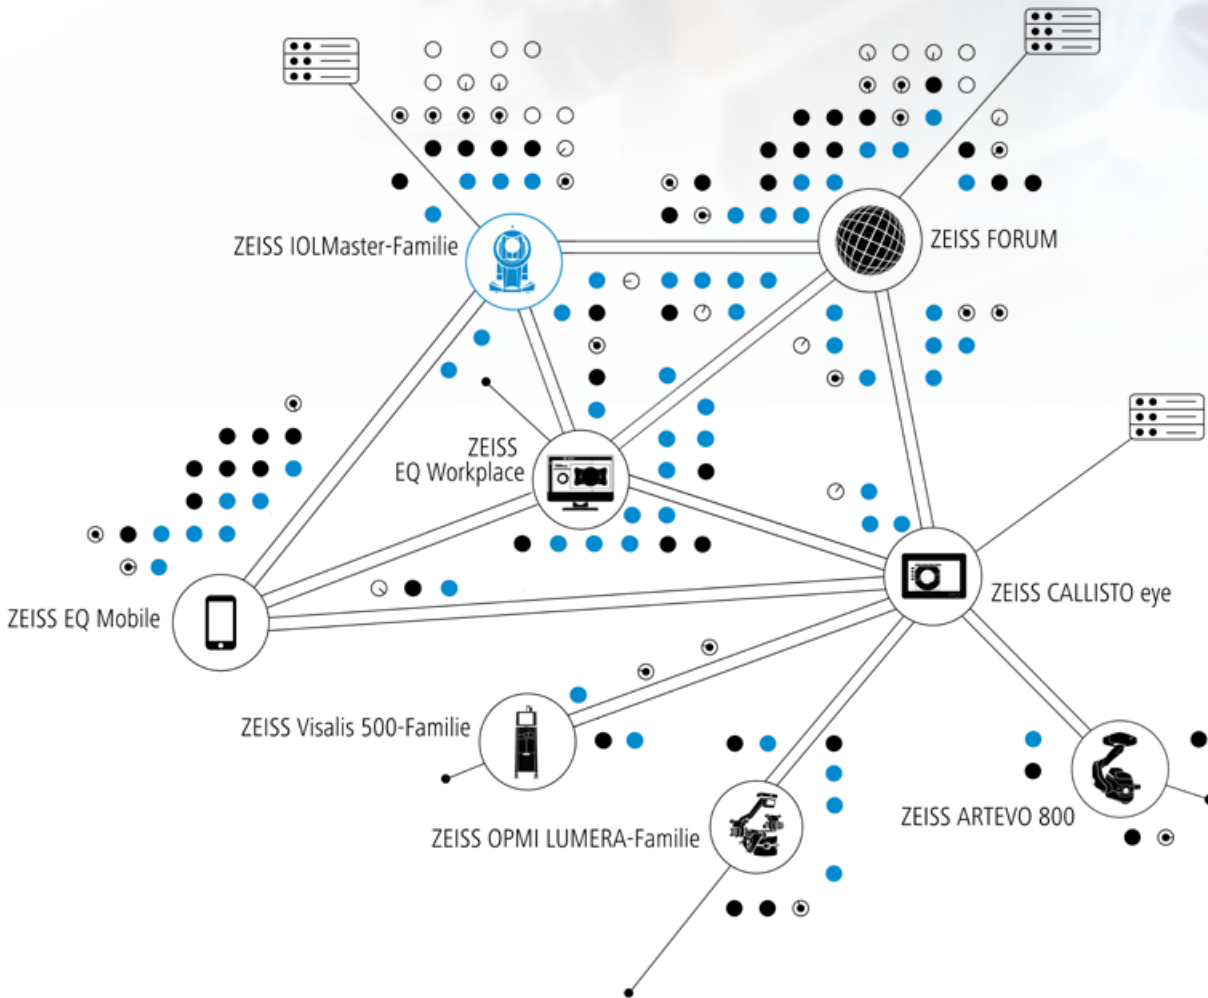 ZEISS IOLMaster-Familie
ZEISS FORUM
ZEISS
EQ Workplace
ZEISS EQ Mobile
ZEISS CALLISTO eye
ZEISS Visalis 500-Familie
ZEISS OPMI LUMERA-Familie
ZEISS ARTEVO 800